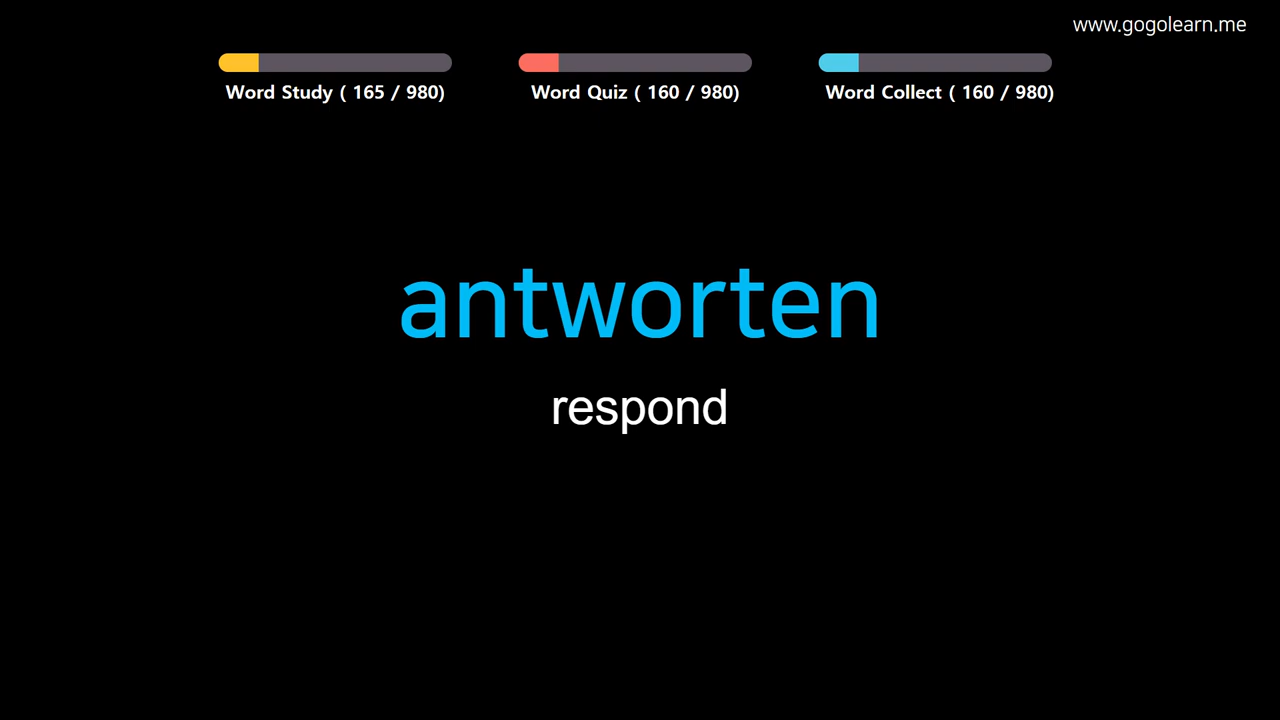 www.gogolearn.me
Word Study ( 165 / 980)
Word Quiz ( 160 / 980)
Word Collect ( 160 / 980)
antworten
respond